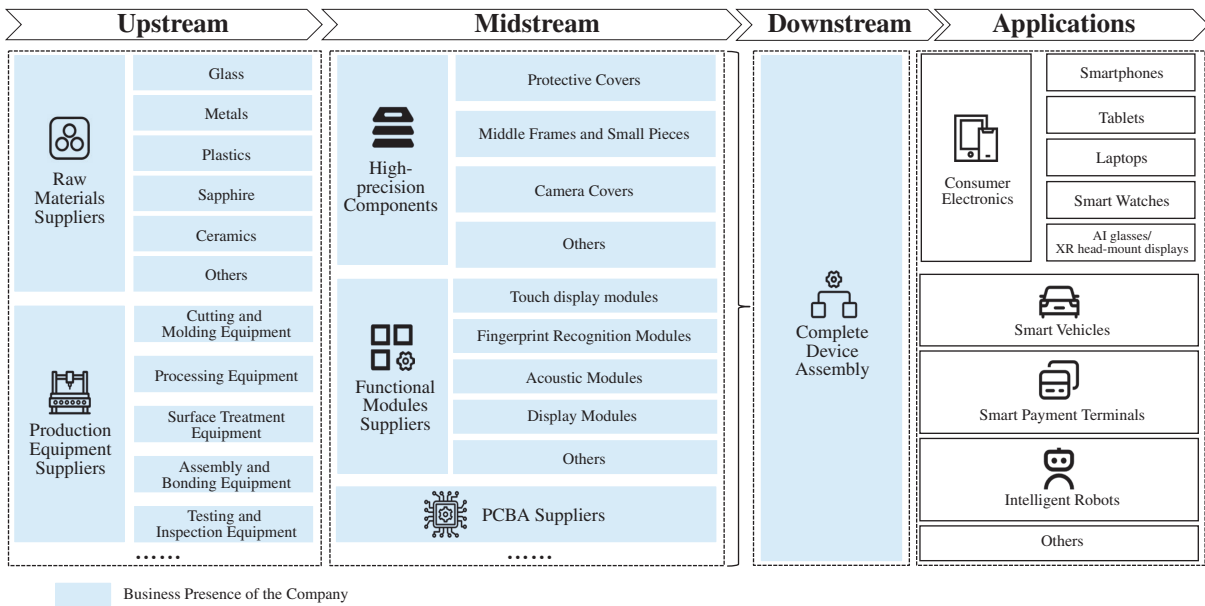 Upstream
Midstream
Downstream
Applications
Raw
Materials
Suppliers
Glass
Metals
Plastics
Sapphire
Ceramics
Others
Production
Equipment
Suppliers
Cutting and
Molding Equipment
Processing Equipment
Surface Treatment
Equipment
Assembly and
Bonding Equipment
Testing and
Inspection Equipment
……
High-
precision
Components
Protective Covers
Middle Frames and Small Pieces
Camera Covers
Others
Functional
Modules
Suppliers
Touch display modules
Fingerprint Recognition Modules
Acoustic Modules
Display Modules
Others
PCBA Suppliers
……
Complete
Device
Assembly
Consumer
Electronics
Smartphones
Tablets
Laptops
Smart Watches
AI glasses/
XR head-mount displays
Smart Vehicles
Smart Payment Terminals
Intelligent Robots
Others
Business Presence of the Company